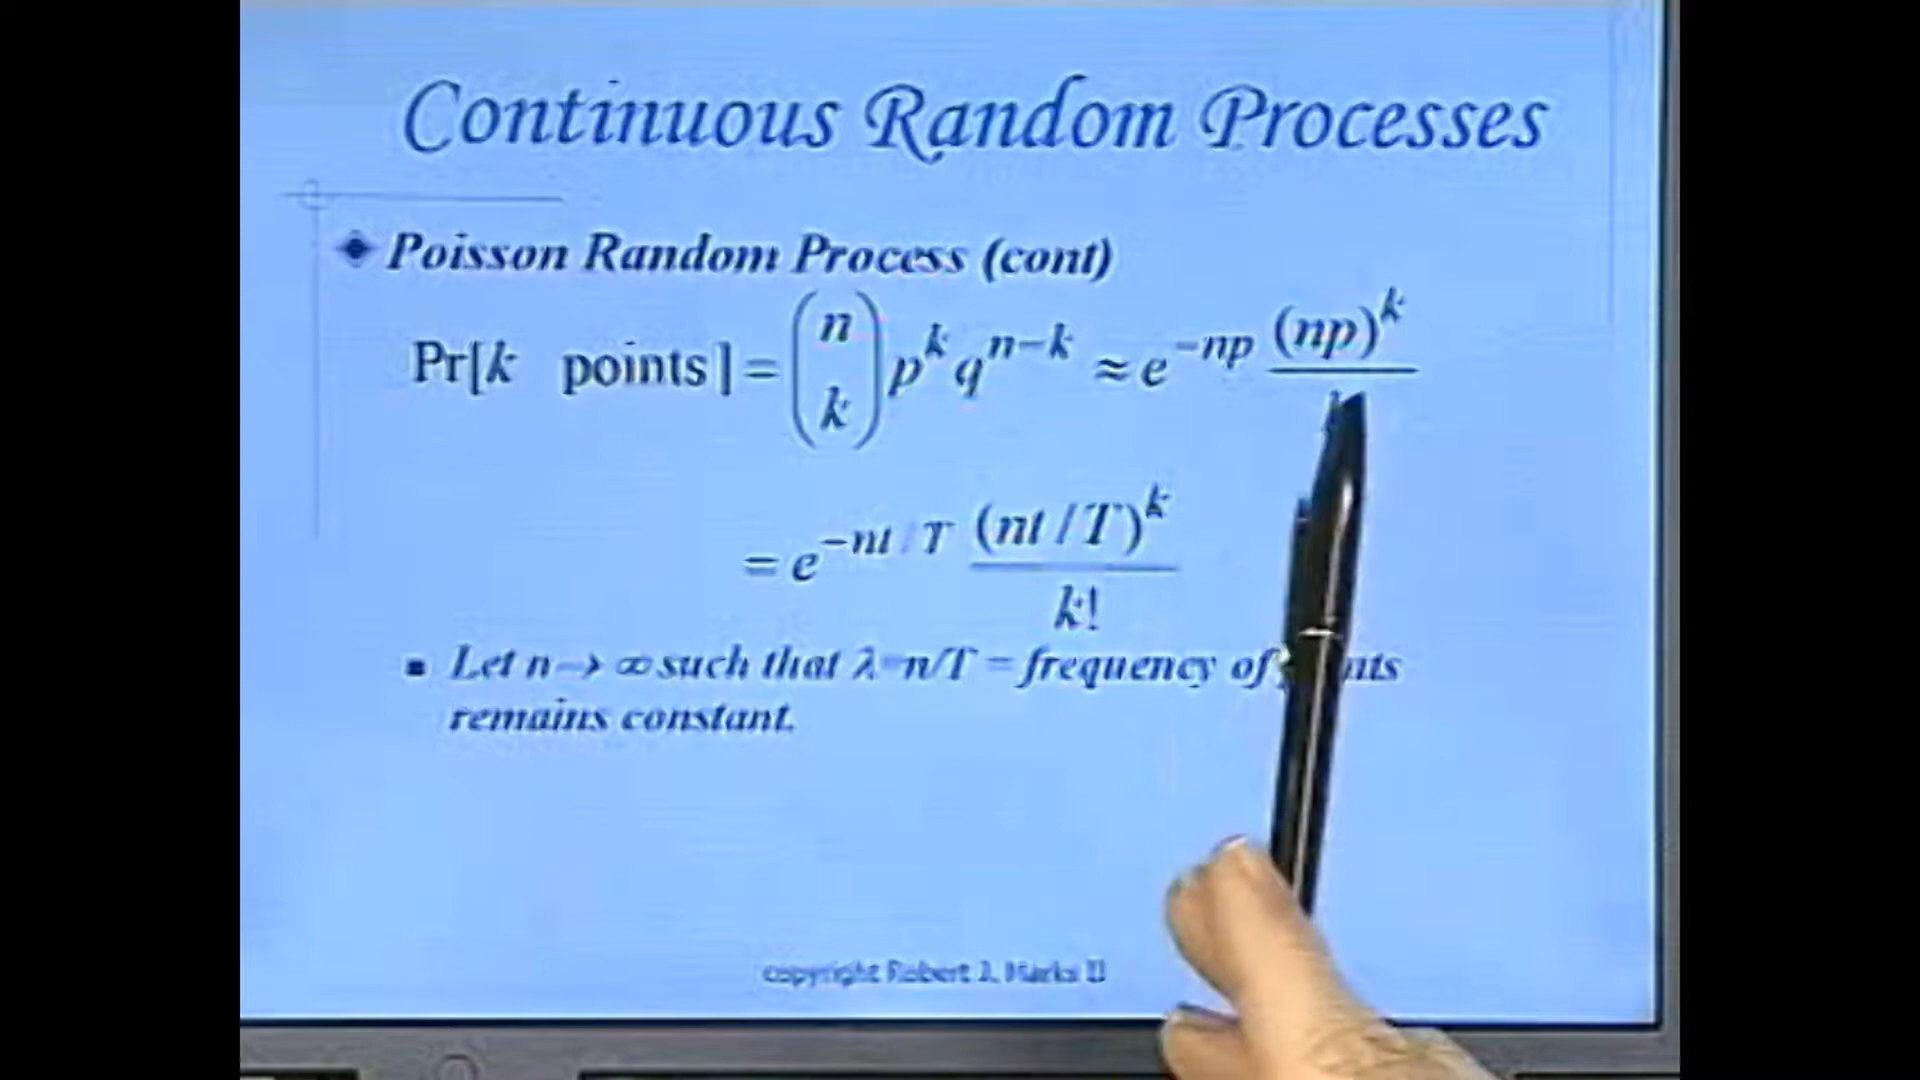 Continuous Random Processes
Poisson Random Process (cont)
Pr[k points] = (n k) p^k q^{n-k} ≈ e^{-np} (np)^k
= e^{-nt/T} (nt/T)^k / k!
Let n→ ∞ such that λ=n/T = frequency of
remains constant.
copyright Robert J. Marks II